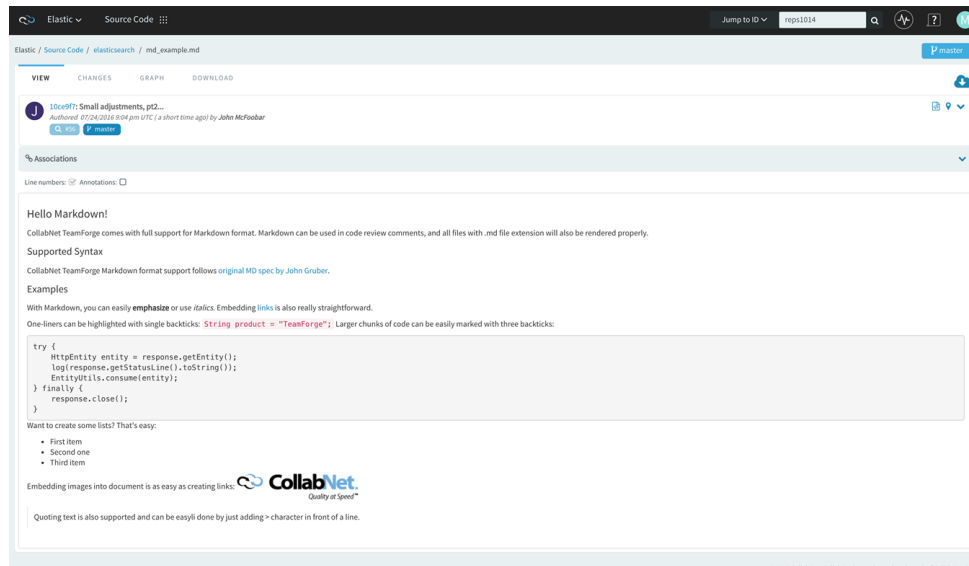 Elastic Source Code Jump to ID reps1014 ?
Elastic / Source Code / elasticsearch / md_example.md master
VIEW CHANGES GRAPH DOWNLOAD
J 10ce9f7: Small adjustments, pt2...
Authored 07/24/2016 9:04 pm UTC ( a short time ago) by John McFoobar
#56 master
Associations
Line numbers: Annotations:
Hello Markdown!
CollabNet TeamForge comes with full support for Markdown format. Markdown can be used in code review comments, and all files with .md file extension will also be rendered properly.
Supported Syntax
CollabNet TeamForge Markdown format support follows original MD spec by John Gruber.
Examples
With Markdown, you can easily emphasize or use italics. Embedding links is also really straightforward.
One-liners can be highlighted with single backticks: String product = "TeamForge"; Larger chunks of code can be easily marked with three backticks:
try {
    HttpEntity entity = response.getEntity();
    log(response.getStatusLine().toString());
    EntityUtils.consume(entity);
} finally {
    response.close();
}
Want to create some lists? That's easy:
• First item
• Second one
• Third item
Embedding images into document is as easy as creating links: CollabNet.
Quality at Speed™
Quoting text is also supported and can be easyli done by just adding > character in front of a line.